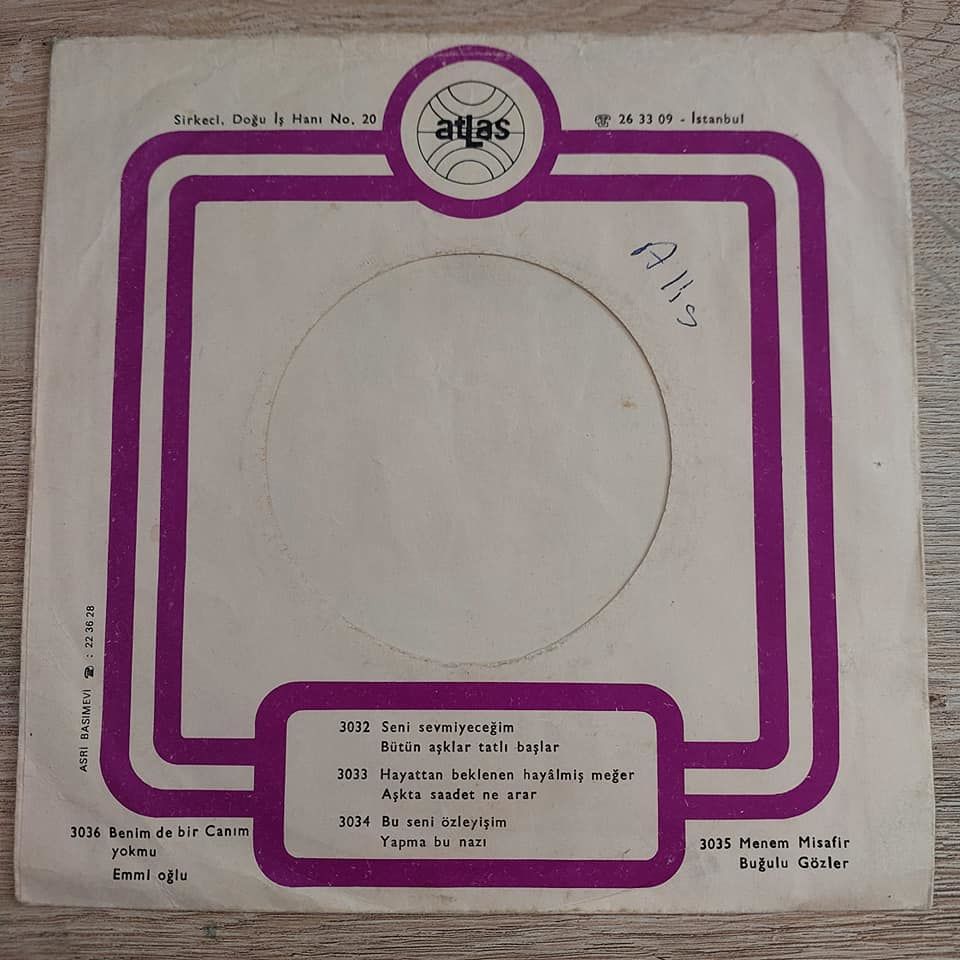 Sirkeci, Doğu İş Hanı No. 20
atLas
☎ 26 33 09 - İstanbul
Alis
ASRİ BASIMEVİ ☎ : 22 36 28
3032 Seni sevmiyeceğim
Bütün aşklar tatlı başlar
3033 Hayattan beklenen hayâlmiş meğer
Aşkta saadet ne arar
3034 Bu seni özleyişim
Yapma bu nazı
3036 Benim de bir Canım
yokmu
Emmi oğlu
3035 Menem Misafir
Buğulu Gözler